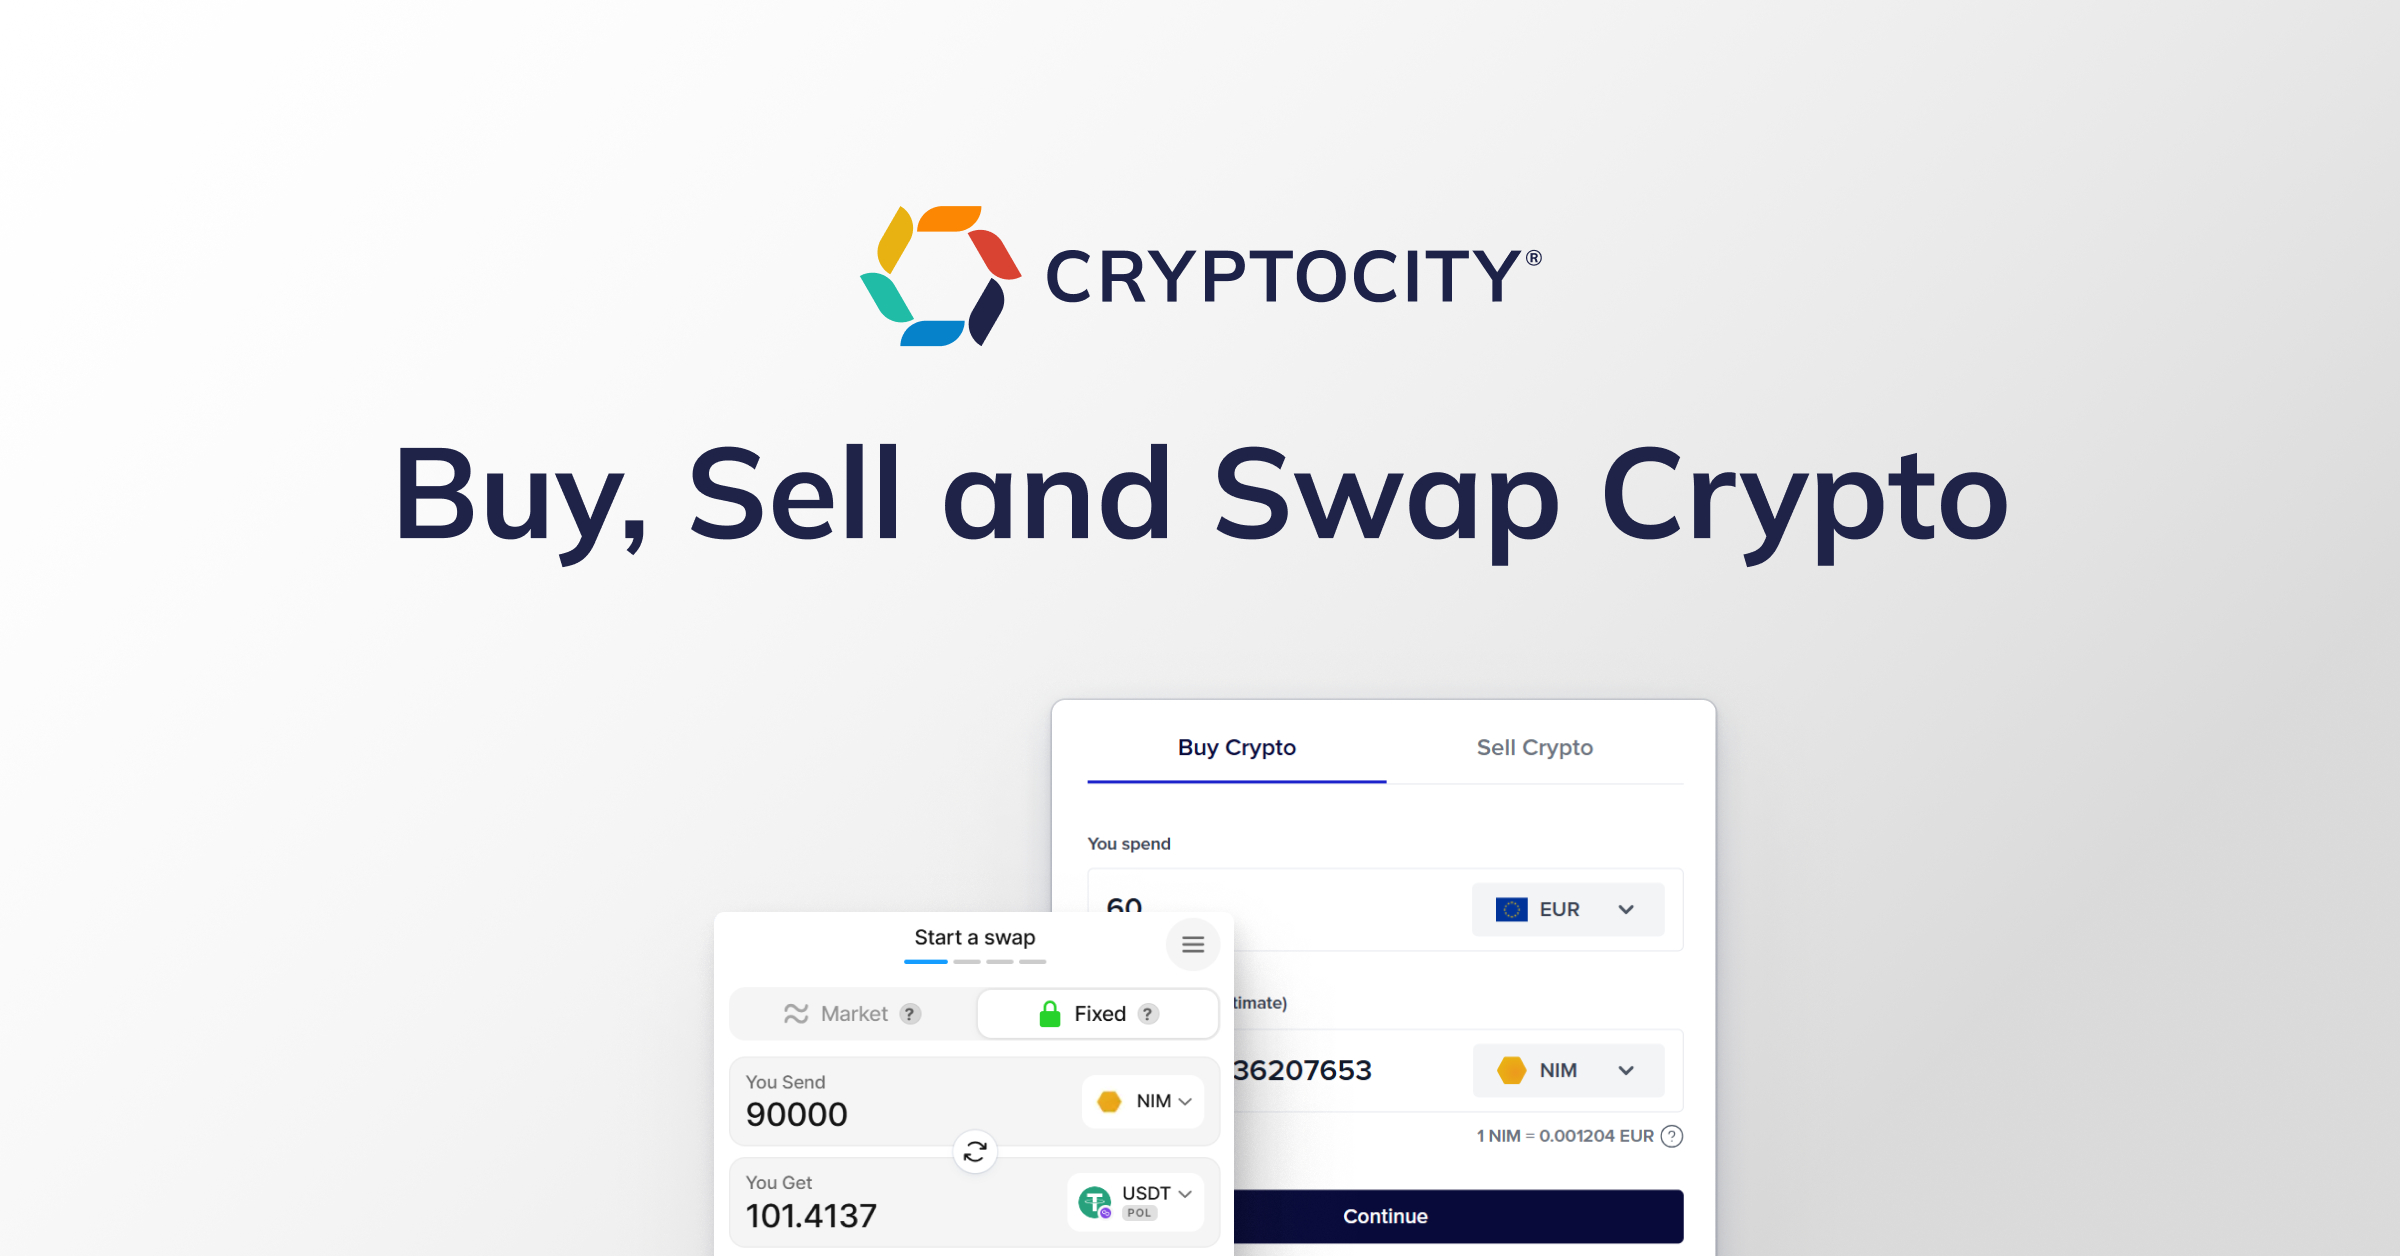 CRYPTOCITY®
Buy, Sell and Swap Crypto
Buy Crypto
Sell Crypto
You spend
60
EUR
timate)
36207653
NIM
1 NIM = 0.001204 EUR ?
Continue
Start a swap
Market ?
Fixed ?
You Send
90000
NIM
You Get
101.4137
USDT
POL